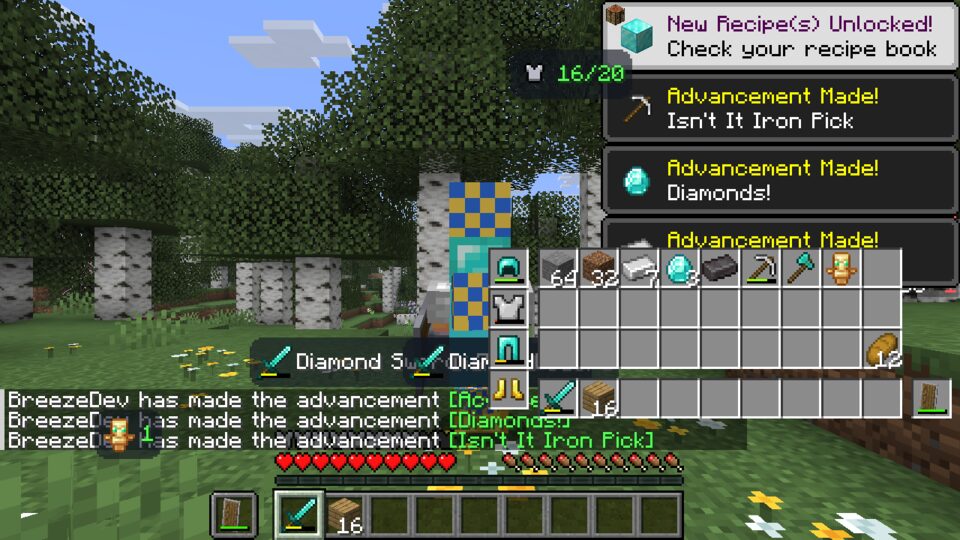 New Recipe(s) Unlocked!
Check your recipe book
16/20
Advancement Made!
Isn't It Iron Pick
Advancement Made!
Diamonds!
Advancement Made!
64
32
7
3
12
Diamond
16
BreezeDev has made the advancement
BreezeDev has made the advancement [Diamonds!]
has made the advancement [Isn't It Iron Pick]
1
16